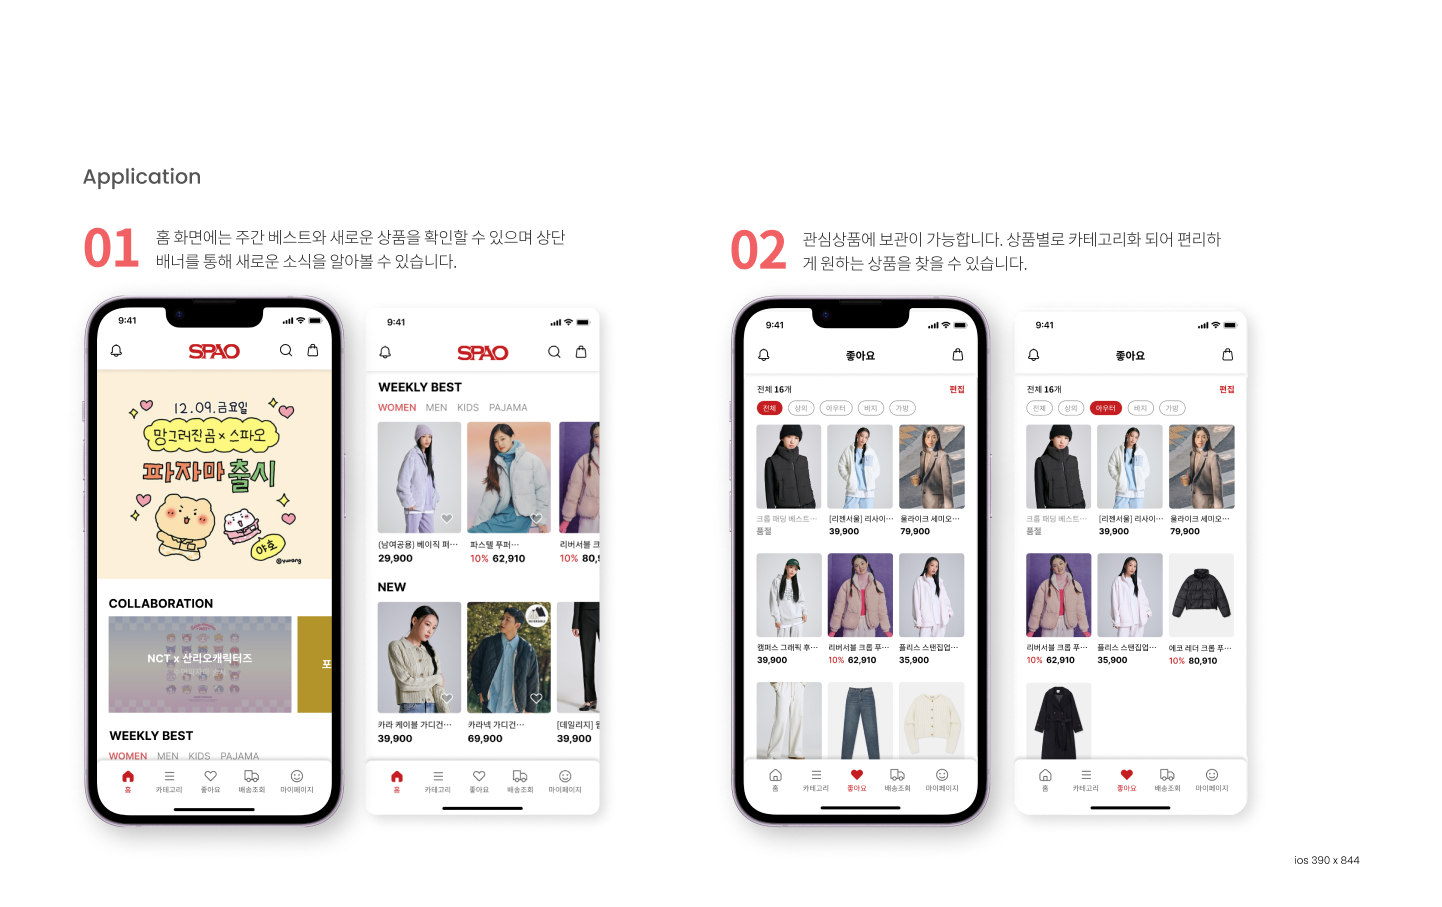 Application
01
홈 화면에는 주간 베스트와 새로운 상품을 확인할 수 있으며 상단
배너를 통해 새로운 소식을 알아볼 수 있습니다.
9:41
SPAO
12.09.금요일
망그러진곰 x 스파오
파자마 출시
야호
@yurang
COLLABORATION
NCT x 산리오캐릭터즈
포
WEEKLY BEST
WOMEN MEN KIDS PAJAMA
홈 카테고리 좋아요 배송조회 마이페이지
9:41
SPAO
WEEKLY BEST
WOMEN MEN KIDS PAJAMA
(남여공용) 베이직 퍼… 파스텔 푸퍼… 리버서블 크
29,900 10% 62,910 10% 80,9
NEW
카라 케이블 가디건… 카라넥 가디건… [데일리지]
39,900 69,900 39,900
홈 카테고리 좋아요 배송조회 마이페이지
02
관심상품에 보관이 가능합니다. 상품별로 카테고리화 되어 편리하
게 원하는 상품을 찾을 수 있습니다.
9:41
좋아요
전체 16개 편집
전체 상의 아우터 바지 가방
크롭 패딩 베스트… [리젠서울] 리사이… 울라이크 세미오…
품절 39,900 79,900
캠퍼스 그래픽 후… 리버서블 크롭 푸… 플리스 스탠집업…
39,900 10% 62,910 35,900
홈 카테고리 좋아요 배송조회 마이페이지
9:41
좋아요
전체 16개 편집
전체 상의 아우터 바지 가방
크롭 패딩 베스트… [리젠서울] 리사이… 울라이크 세미오…
품절 39,900 79,900
리버서블 크롭 푸… 플리스 스탠집업… 에코 레더 크롭 푸…
10% 62,910 35,900 10% 80,910
홈 카테고리 좋아요 배송조회 마이페이지
ios 390 x 844